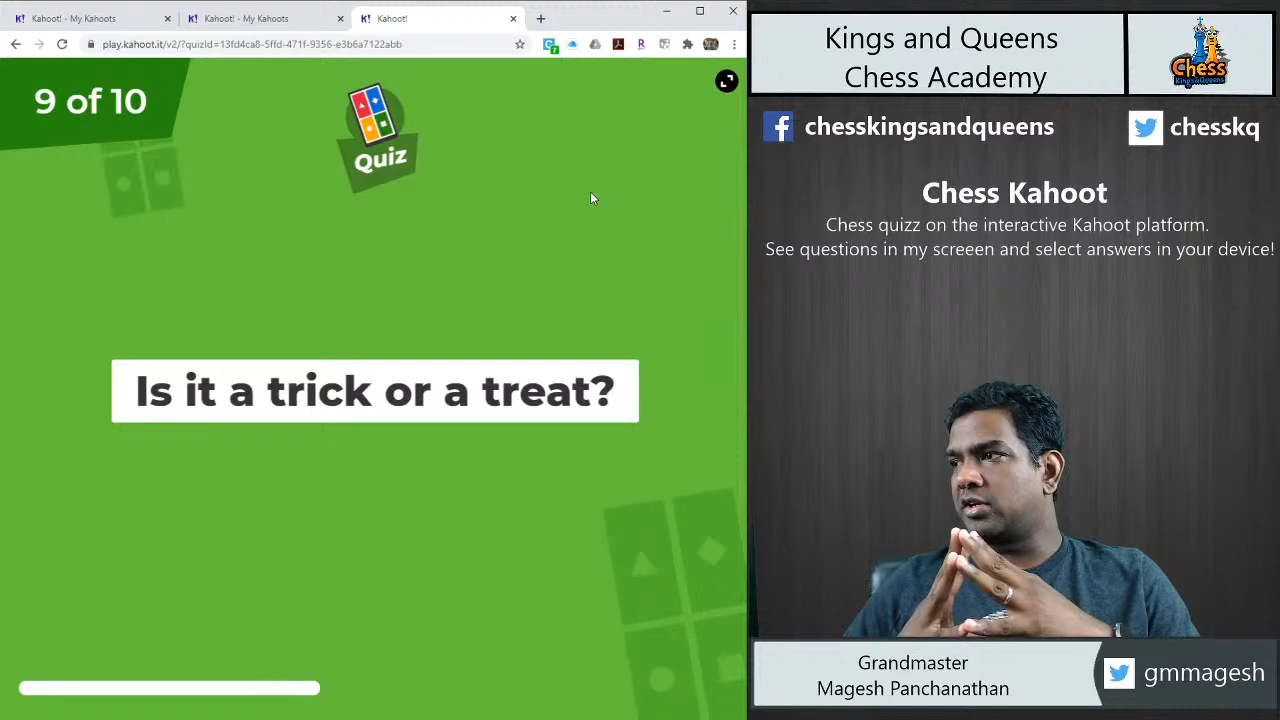 Kahoot! - My Kahoots
Kahoot! - My Kahoots
Kahoot!
play.kahoot.it/v2/?quizId=13fd4ca8-5ffd-471f-9356-e3b6a7122abb
9 of 10
Quiz
Is it a trick or a treat?
Kings and Queens
Chess Academy
Chess
Kings&Queens
chesskingsandqueens
chesskq
Chess Kahoot
Chess quizz on the interactive Kahoot platform.
See questions in my screeen and select answers in your device!
Grandmaster
Magesh Panchanathan
gmmagesh